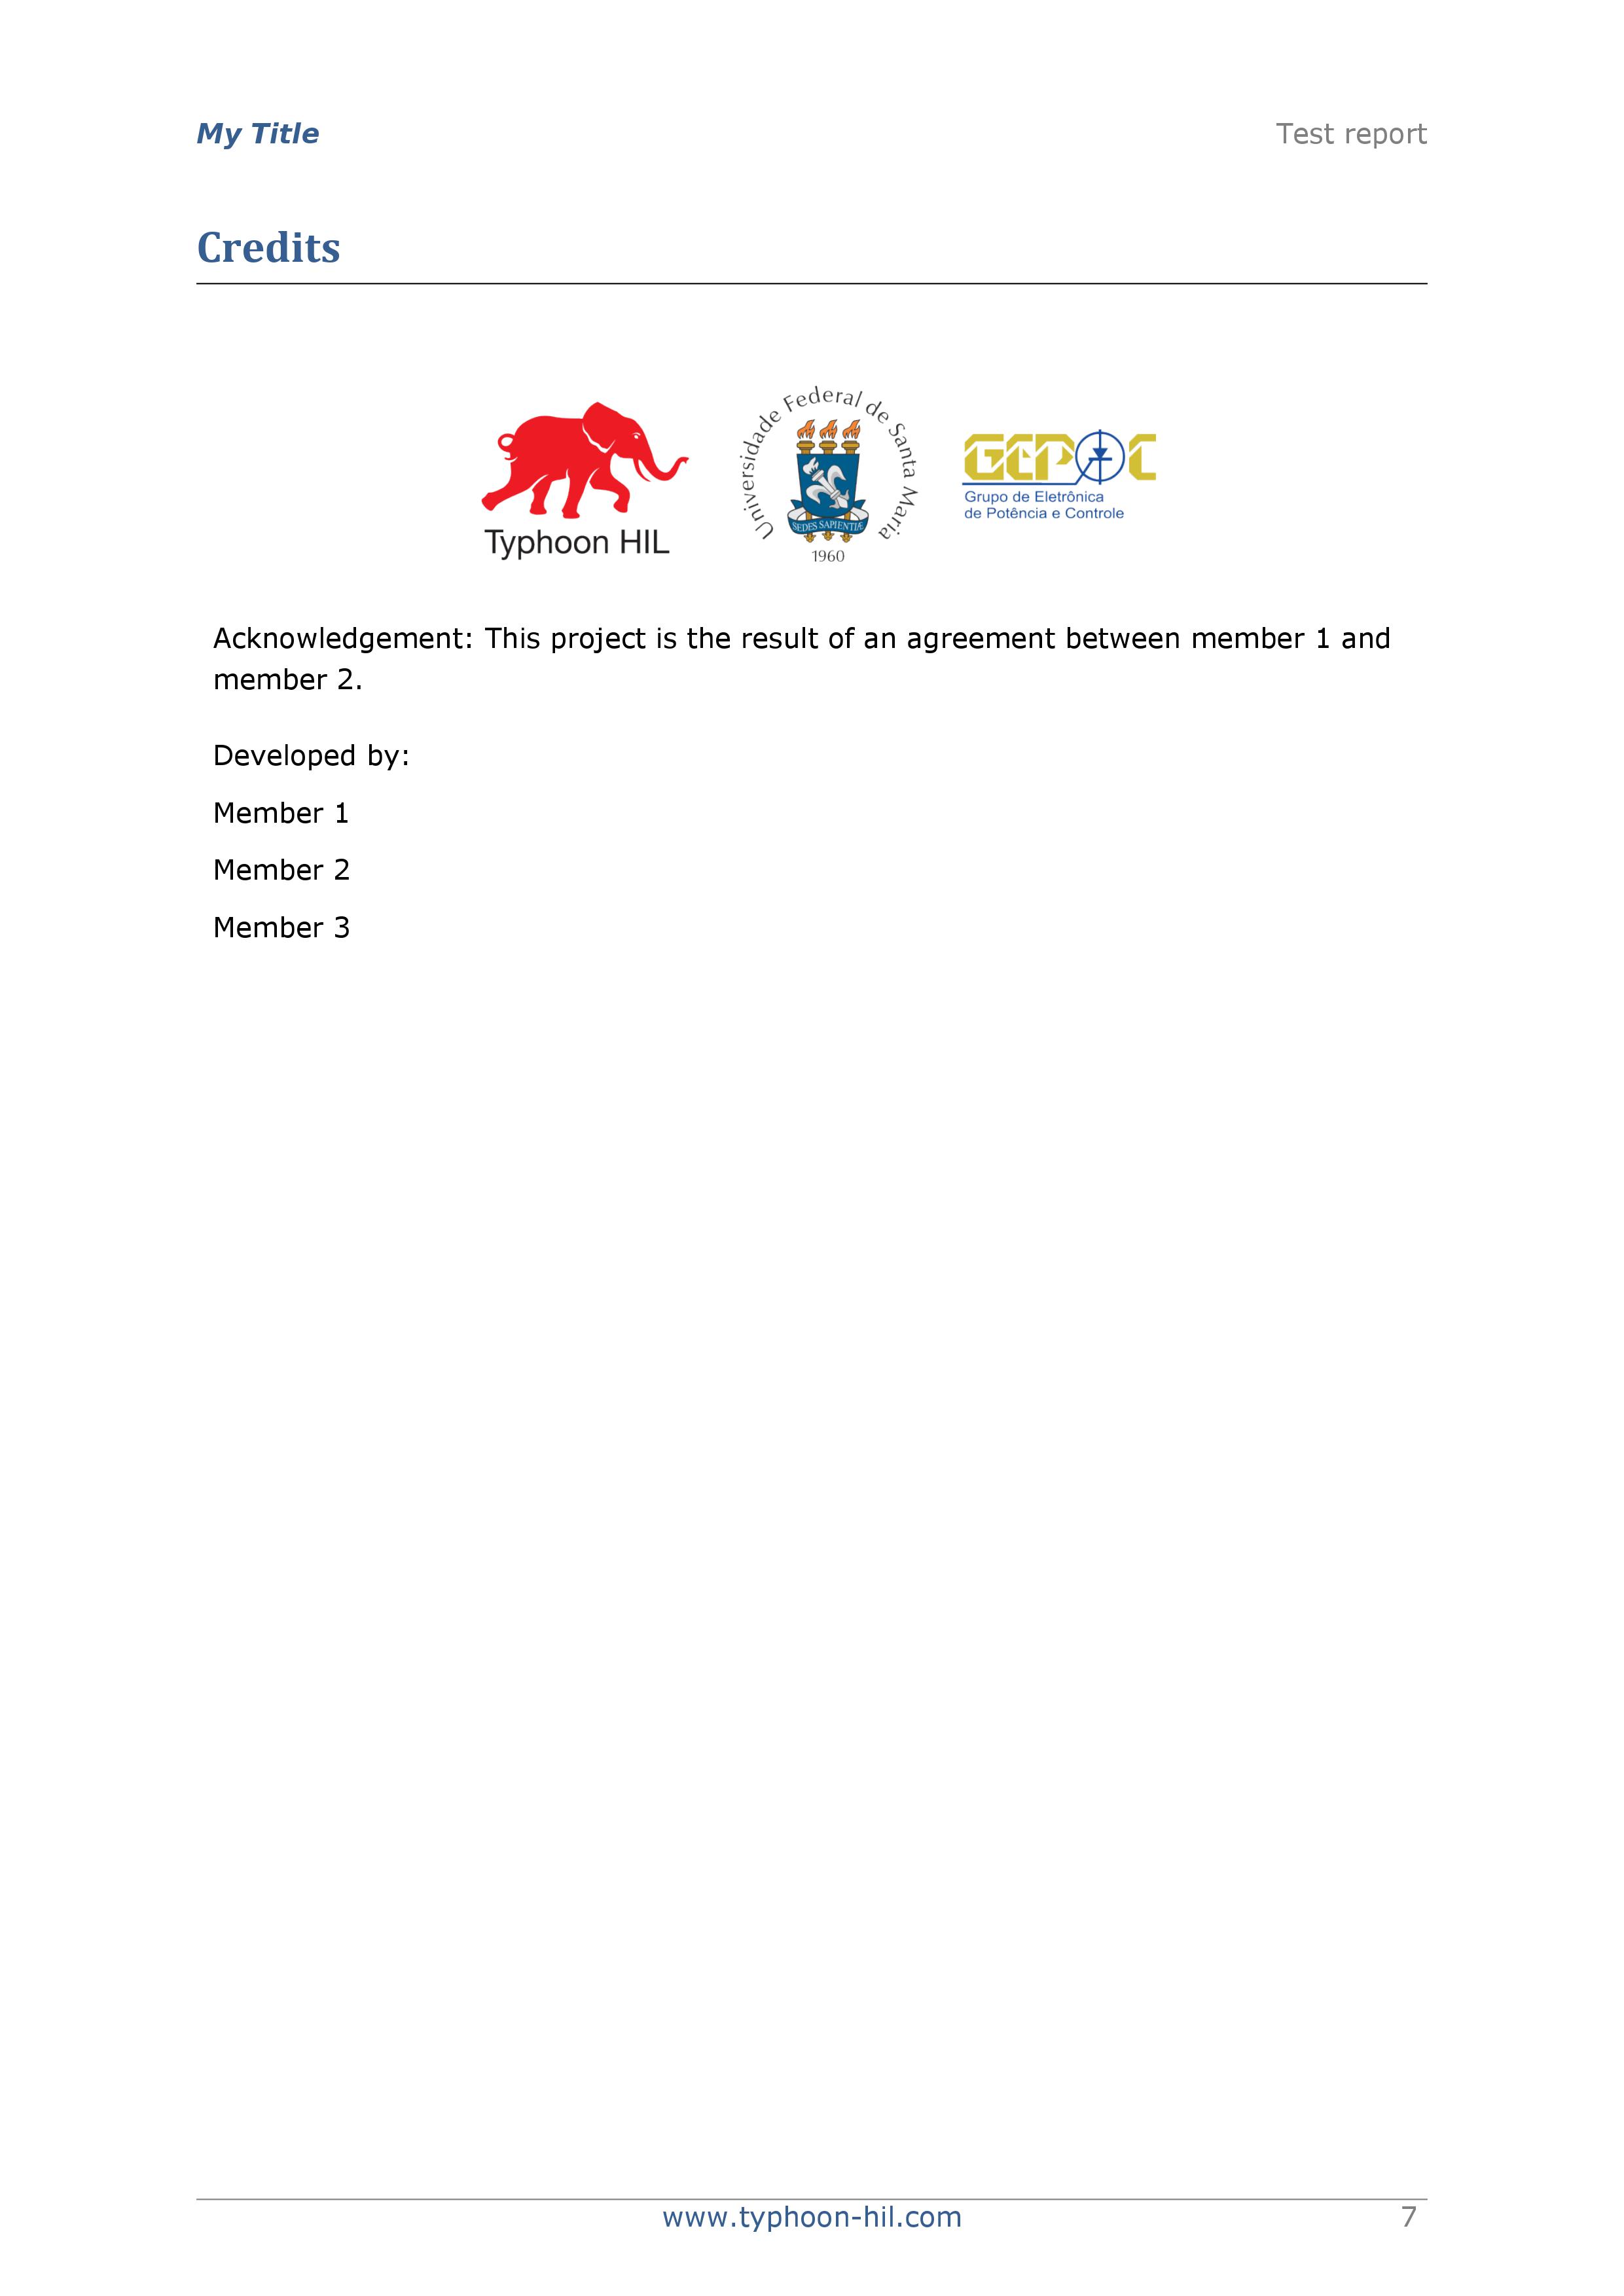 My Title
Test report
Credits
Universidade Federal de Santa Maria
SEDES SAPIENTIÆ
1960
Typhoon HIL
GEPOC
Grupo de Eletrônica
de Potência e Controle
Acknowledgement: This project is the result of an agreement between member 1 and
member 2.
Developed by:
Member 1
Member 2
Member 3
www.typhoon-hil.com
7